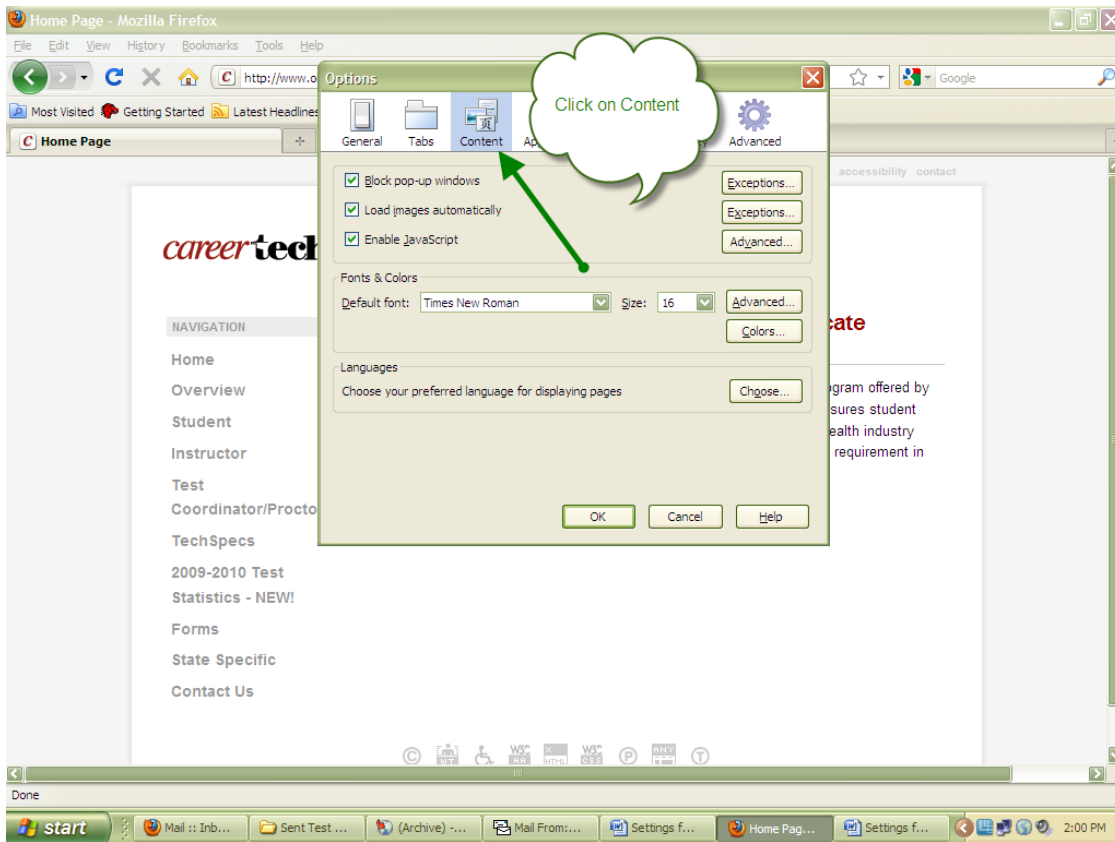 Home Page - Mozilla Firefox
File Edit View History Bookmarks Tools Help
http://www.o
Google
Most Visited Getting Started Latest Headlines
Home Page
Options
Click on Content
General Tabs Content Advanced
Block pop-up windows Exceptions...
Load images automatically Exceptions...
Enable JavaScript Advanced...
Fonts & Colors
Default font: Times New Roman Size: 16 Advanced...
Colors...
Languages
Choose your preferred language for displaying pages Choose...
OK Cancel Help
accessibility contact
careertech
NAVIGATION
Home
Overview
Student
Instructor
Test
Coordinator/Procto
TechSpecs
2009-2010 Test
Statistics - NEW!
Forms
State Specific
Contact Us
cate
gram offered by
sures student
ealth industry
requirement in
Done
start Mail :: Inb... Sent Test ... (Archive) -... Mail From:... Settings f... Home Pag... Settings f... 2:00 PM